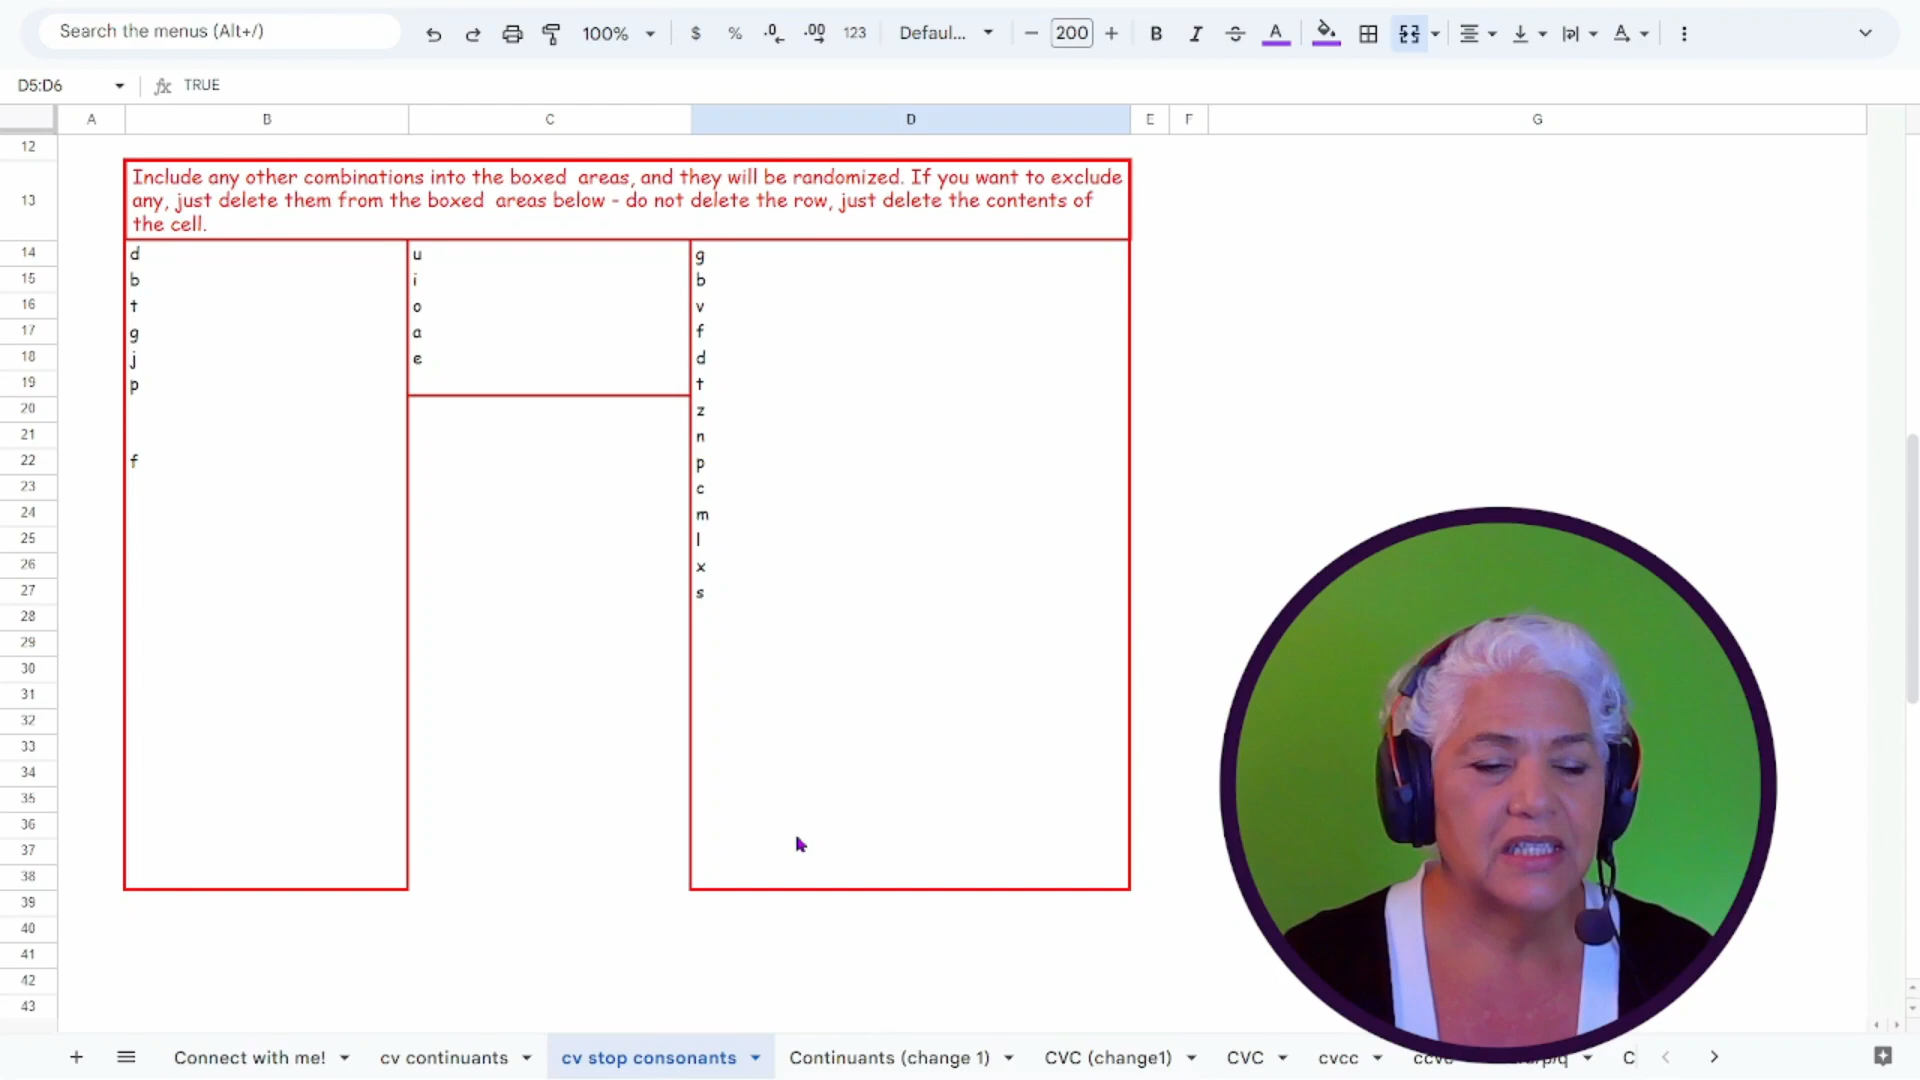 Search the menus (Alt+/)
100%
$ % .0 .00 123
Defaul...
200
B I A
D5:D6
fx TRUE
A B C D E F G
12
Include any other combinations into the boxed areas, and they will be randomized. If you want to exclude
13
any, just delete them from the boxed areas below - do not delete the row, just delete the contents of
the cell.
14 d u g
15 b i b
16 t o v
17 g a f
18 j e d
19 p t
20 z
21 n
22 f p
23 c
24 m
25 l
26 x
27 s
28
29
30
31
32
33
34
35
36
37
38
39
40
41
42
43
+ Connect with me! cv continuants cv stop consonants Continuants (change 1) CVC (change1) CVC cvcc C